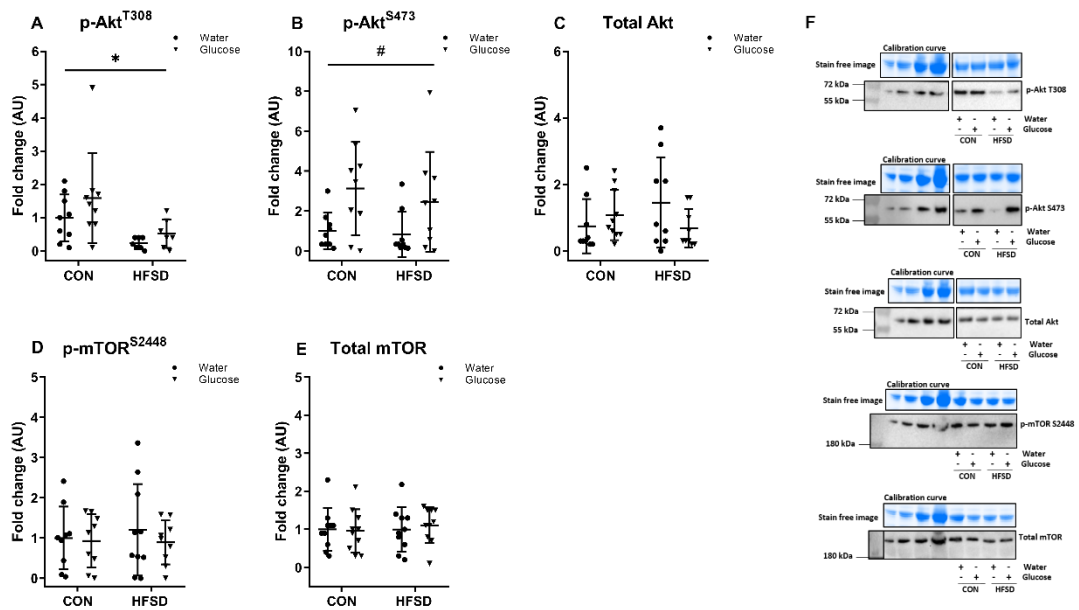 A
p-Akt^T308
Water
Glucose
Fold change (AU)
6
5
4
3
2
1
0
*
CON
HFSD
B
p-Akt^S473
Water
Glucose
Fold change (AU)
10
8
6
4
2
0
#
CON
HFSD
C
Total Akt
Water
Glucose
Fold change (AU)
6
4
2
0
CON
HFSD
D
p-mTOR^S2448
Water
Glucose
Fold change (AU)
5
4
3
2
1
0
CON
HFSD
E
Total mTOR
Water
Glucose
Fold change (AU)
5
4
3
2
1
0
CON
HFSD
F
Calibration curve
Stain free image
72 kDa
55 kDa
p-Akt T308
+ - + - Water
- + - + Glucose
CON HFSD
Calibration curve
Stain free image
72 kDa
55 kDa
p-Akt S473
+ - + - Water
- + - + Glucose
CON HFSD
Calibration curve
Stain free image
72 kDa
55 kDa
Total Akt
+ - + - Water
- + - + Glucose
CON HFSD
Calibration curve
Stain free image
p-mTOR S2448
180 kDa
+ - + - Water
- + - + Glucose
CON HFSD
Calibration curve
Stain free image
Total mTOR
180 kDa
+ - + - Water
- + - + Glucose
CON HFSD